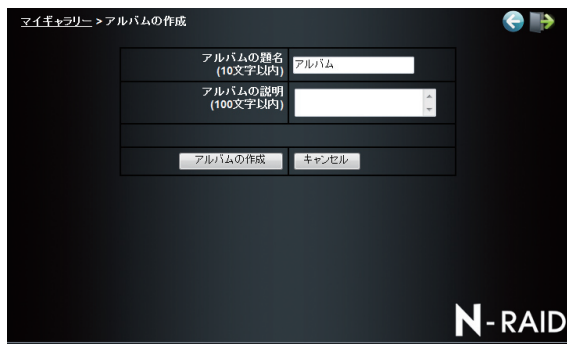 マイギャラリー > アルバムの作成
アルバムの題名
(10文字以内)
アルバム
アルバムの説明
(100文字以内)
アルバムの作成
キャンセル
N-RAID